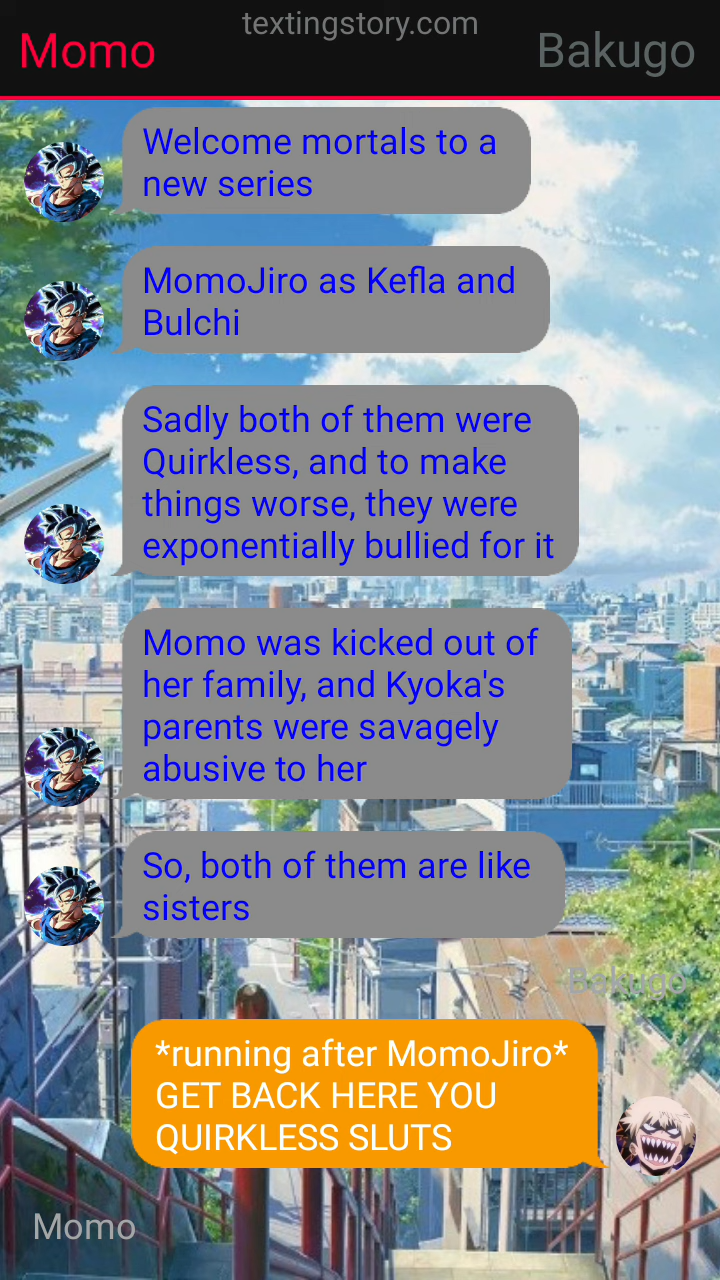 textingstory.com
Momo
Bakugo
Welcome mortals to a
new series
MomoJiro as Kefla and
Bulchi
Sadly both of them were
Quirkless, and to make
things worse, they were
exponentially bullied for it
Momo was kicked out of
her family, and Kyoka's
parents were savagely
abusive to her
So, both of them are like
sisters
Bakugo
*running after MomoJiro*
GET BACK HERE YOU
QUIRKLESS SLUTS
Momo